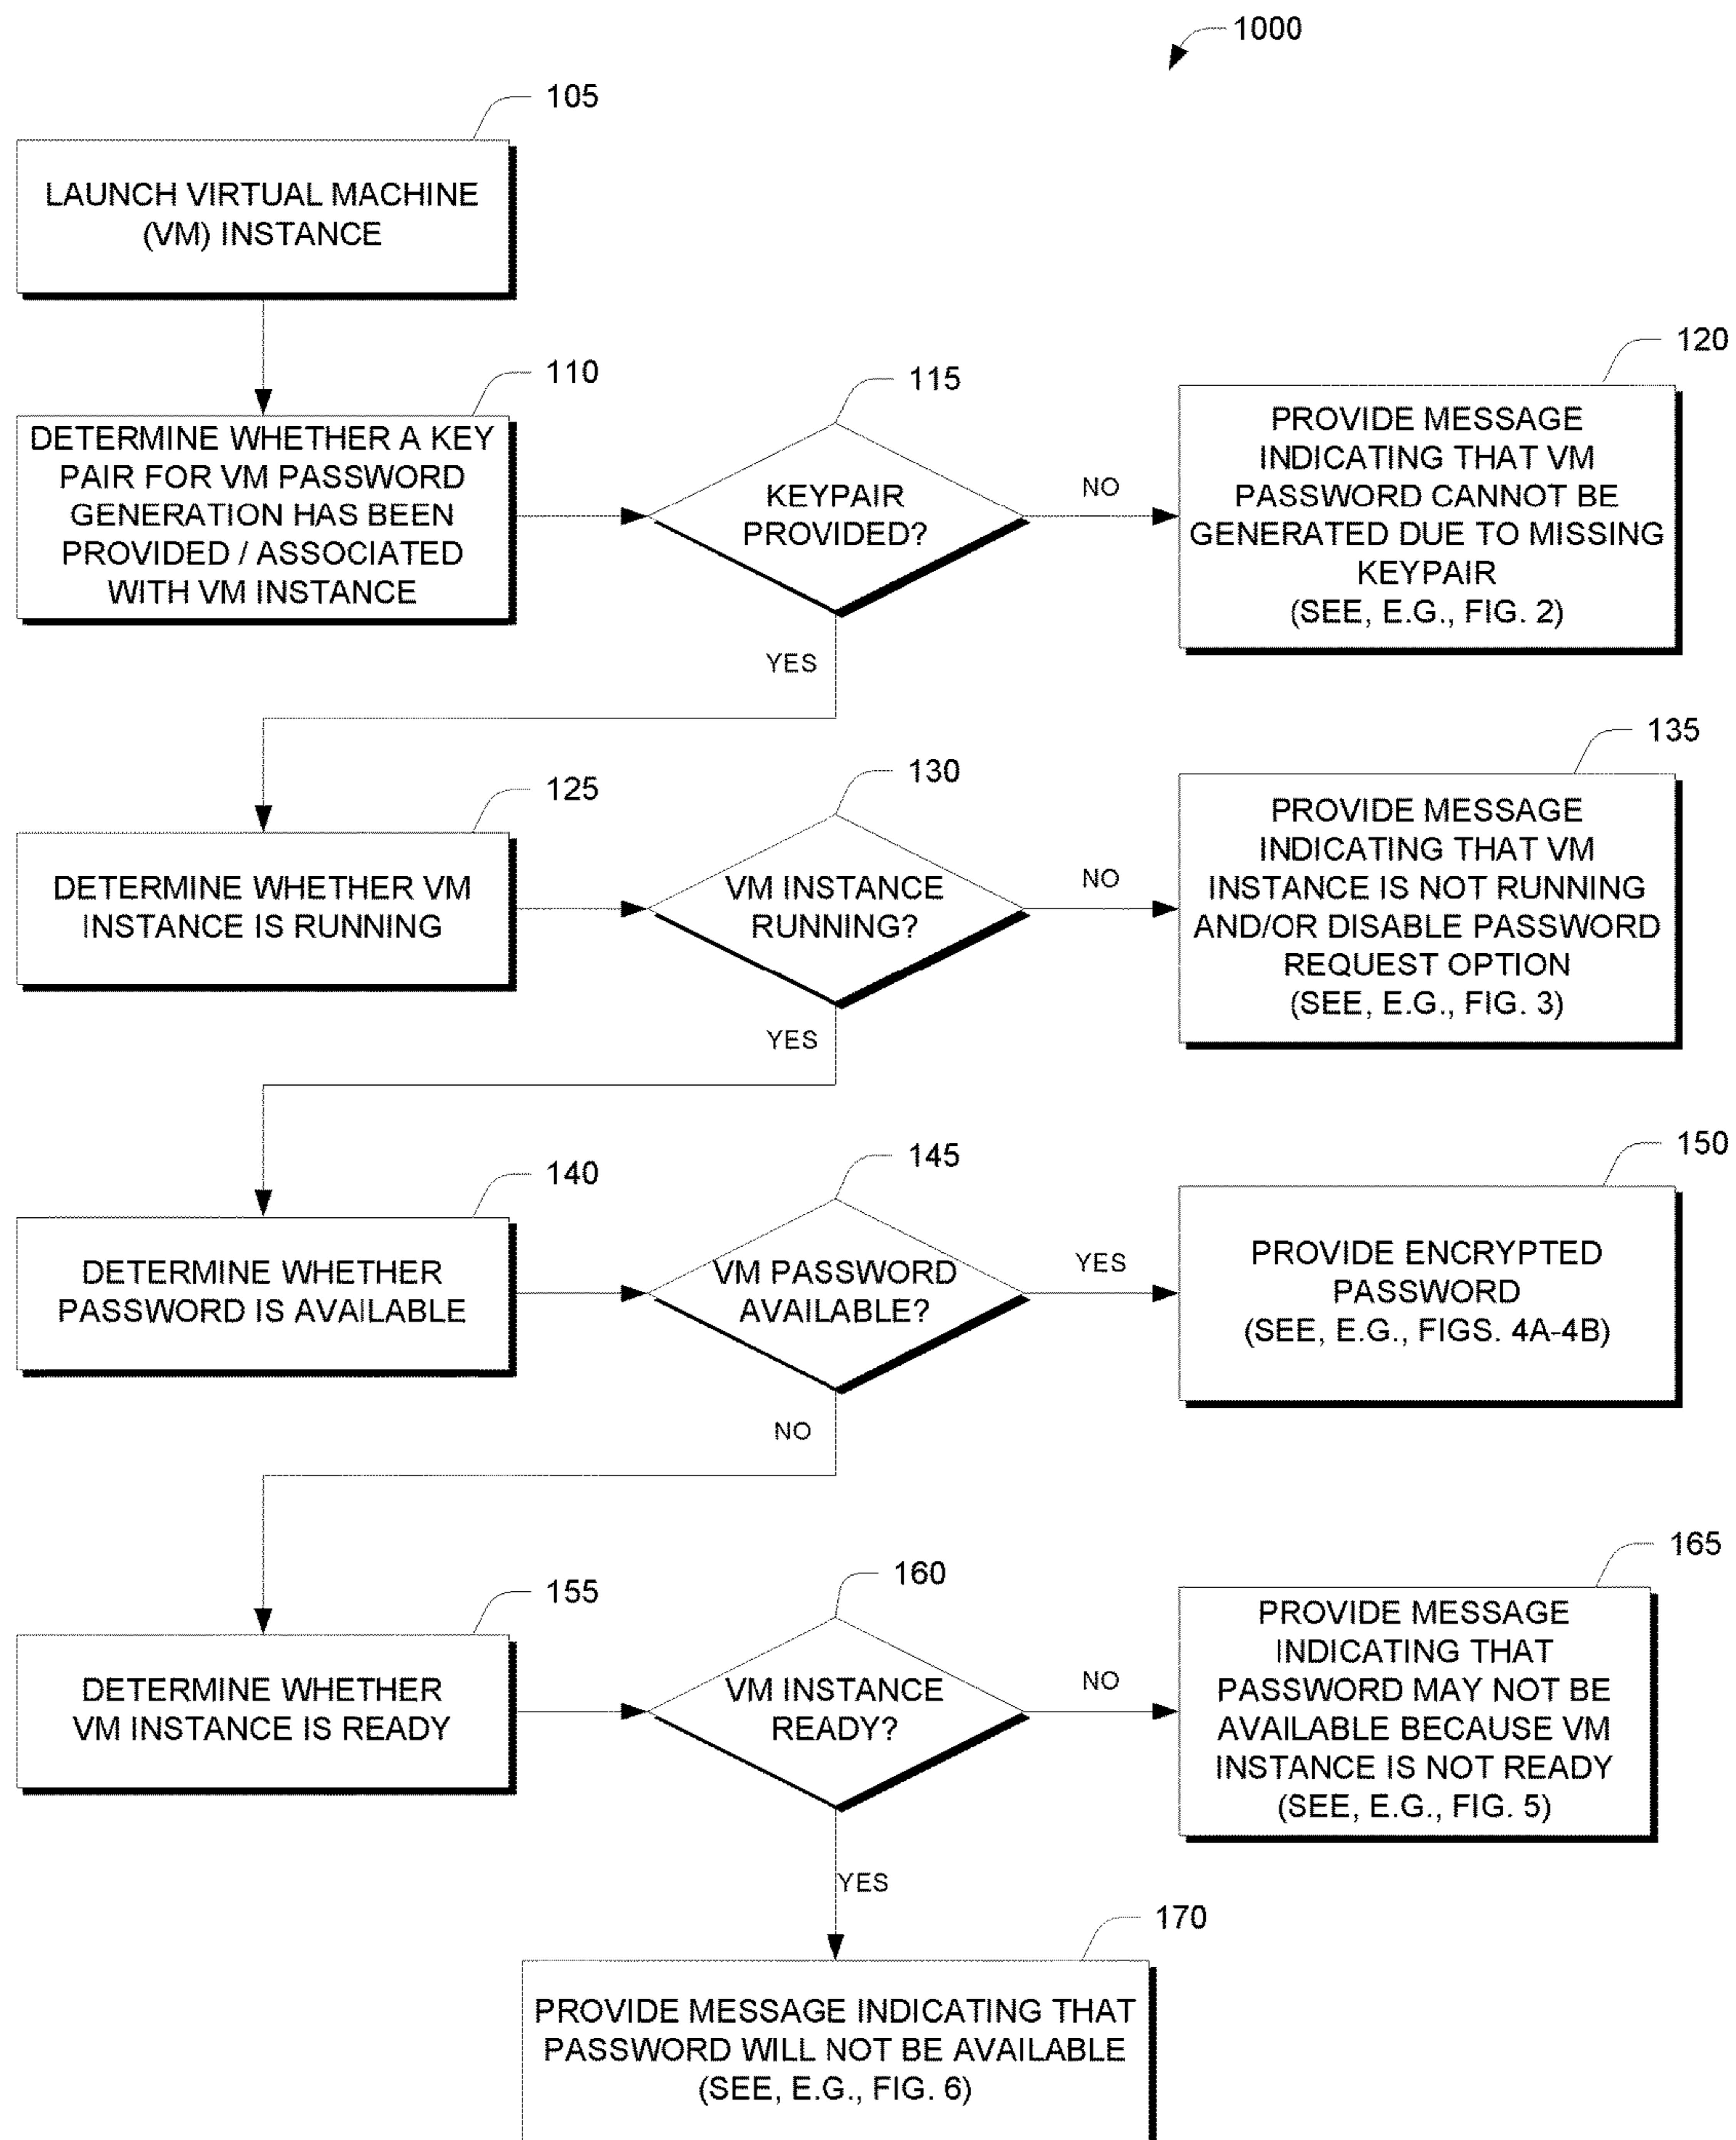 1000
105
LAUNCH VIRTUAL MACHINE
(VM) INSTANCE
110
DETERMINE WHETHER A KEY
PAIR FOR VM PASSWORD
GENERATION HAS BEEN
PROVIDED / ASSOCIATED
WITH VM INSTANCE
115
KEYPAIR
PROVIDED?
NO
YES
120
PROVIDE MESSAGE
INDICATING THAT VM
PASSWORD CANNOT BE
GENERATED DUE TO MISSING
KEYPAIR
(SEE, E.G., FIG. 2)
125
DETERMINE WHETHER VM
INSTANCE IS RUNNING
130
VM INSTANCE
RUNNING?
NO
YES
135
PROVIDE MESSAGE
INDICATING THAT VM
INSTANCE IS NOT RUNNING
AND/OR DISABLE PASSWORD
REQUEST OPTION
(SEE, E.G., FIG. 3)
140
DETERMINE WHETHER
PASSWORD IS AVAILABLE
145
VM PASSWORD
AVAILABLE?
YES
NO
150
PROVIDE ENCRYPTED
PASSWORD
(SEE, E.G., FIGS. 4A-4B)
155
DETERMINE WHETHER
VM INSTANCE IS READY
160
VM INSTANCE
READY?
NO
YES
165
PROVIDE MESSAGE
INDICATING THAT
PASSWORD MAY NOT BE
AVAILABLE BECAUSE VM
INSTANCE IS NOT READY
(SEE, E.G., FIG. 5)
170
PROVIDE MESSAGE INDICATING THAT
PASSWORD WILL NOT BE AVAILABLE
(SEE, E.G., FIG. 6)